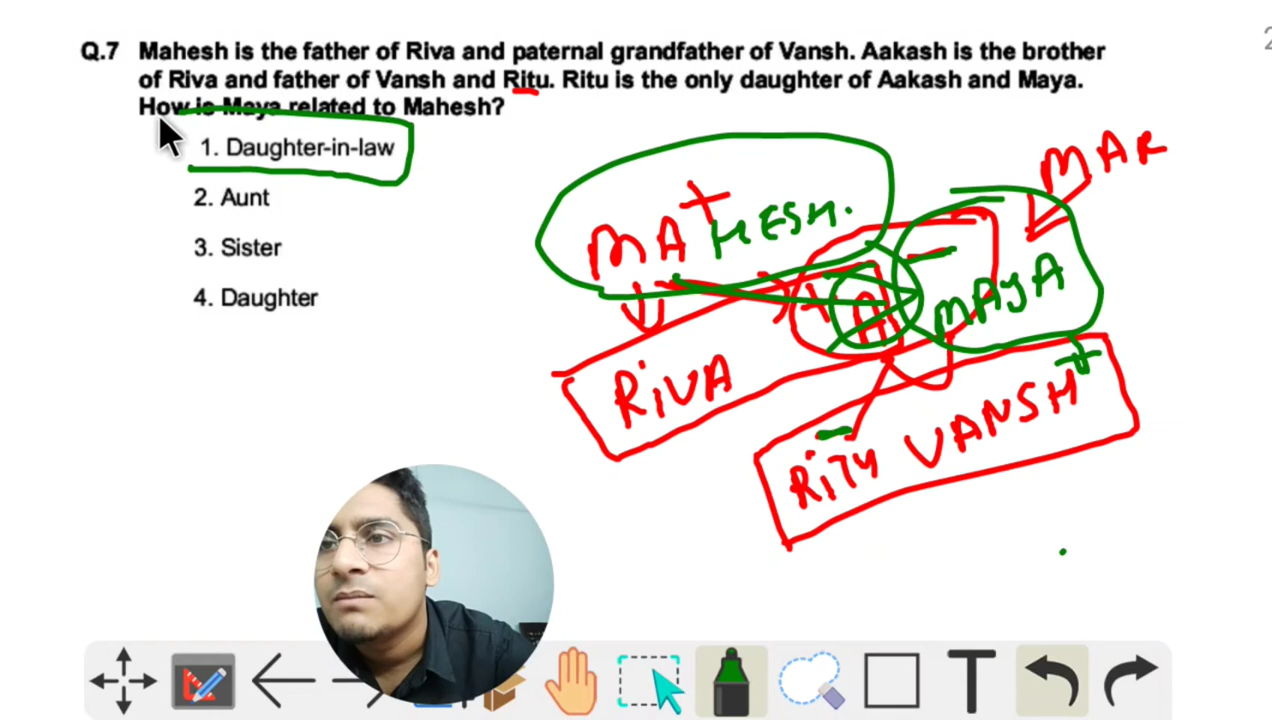 2
Q.7 Mahesh is the father of Riva and paternal grandfather of Vansh. Aakash is the brother
of Riva and father of Vansh and Ritu. Ritu is the only daughter of Aakash and Maya.
How is Maya related to Mahesh?
1. Daughter-in-law
2. Aunt
3. Sister
4. Daughter
MAR
MAHESH.
A
MAYA
RiVA
RiTU VANSH
T